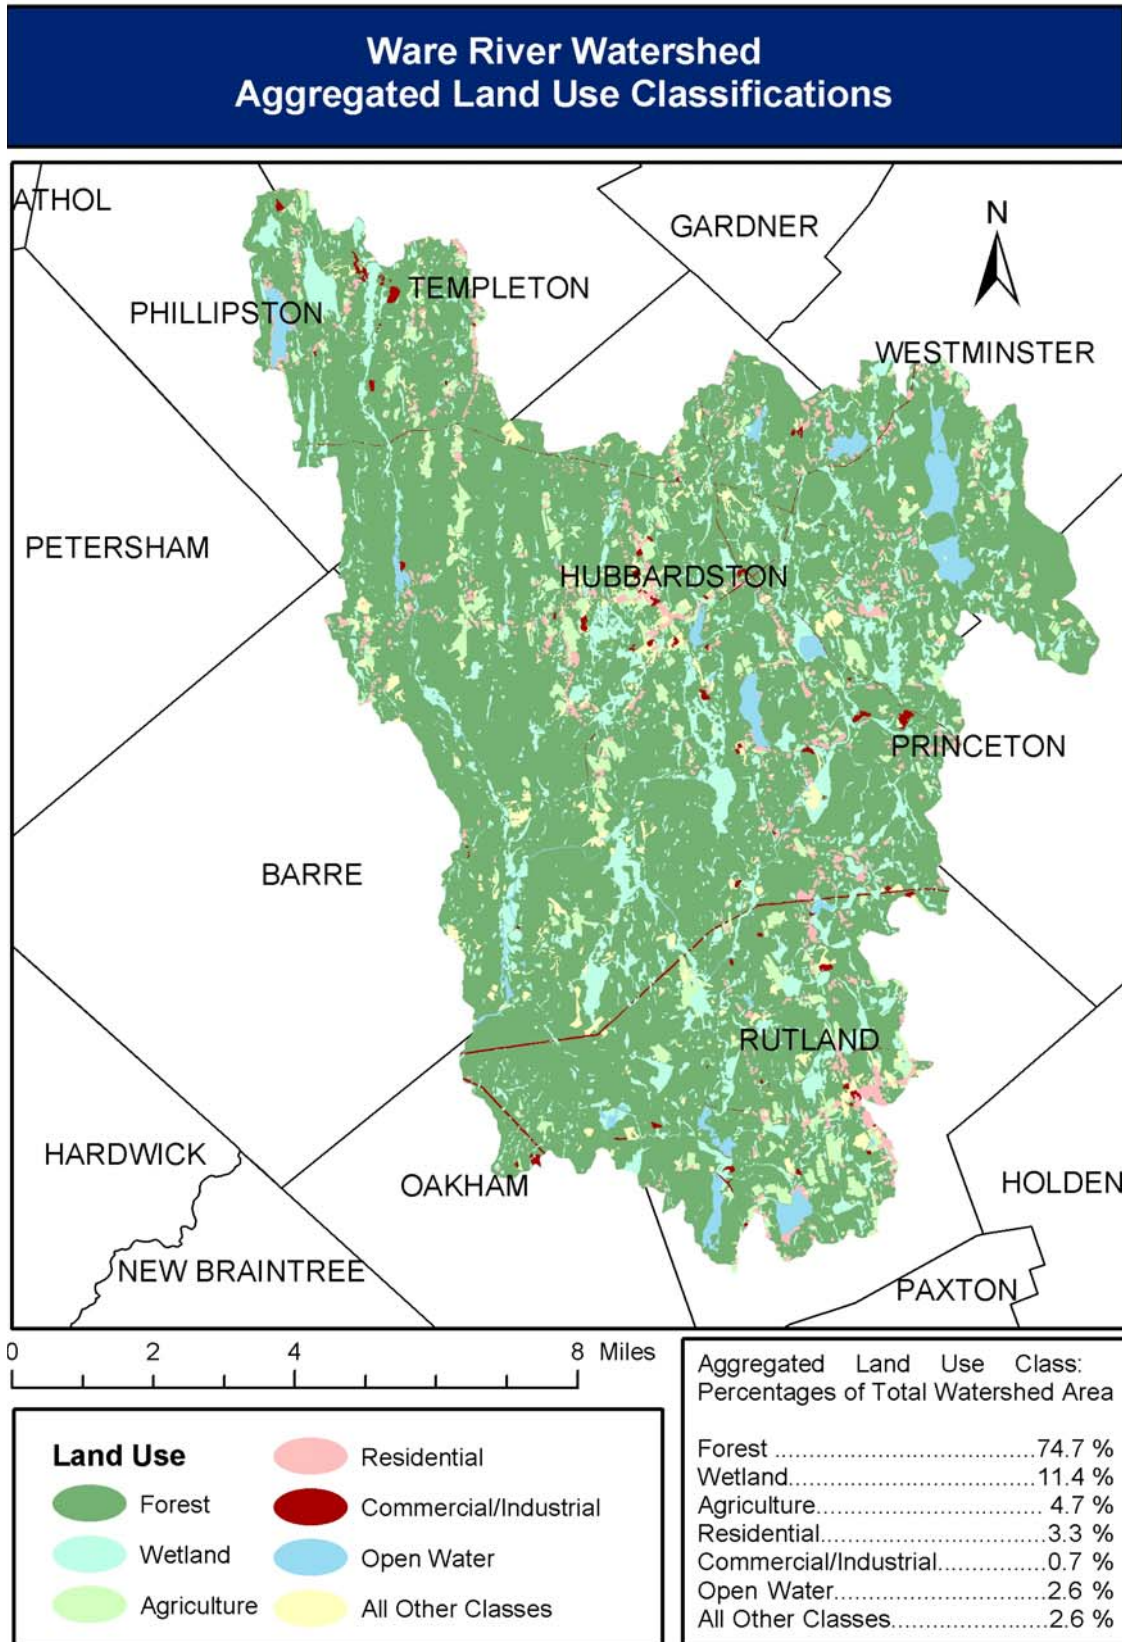 Ware River Watershed
Aggregated Land Use Classifications
ATHOL
GARDNER
N
TEMPLETON
PHILLIPSTON
WESTMINSTER
PETERSHAM
HUBBARDSTON
PRINCETON
BARRE
RUTLAND
HARDWICK
OAKHAM
HOLDEN
NEW BRAINTREE
PAXTON
0 2 4 8 Miles
Land Use
Forest
Wetland
Agriculture
Residential
Commercial/Industrial
Open Water
All Other Classes
Aggregated Land Use Class:
Percentages of Total Watershed Area
Forest ....................................74.7 %
Wetland..................................11.4 %
Agriculture............................... 4.7 %
Residential...............................3.3 %
Commercial/Industrial..............0.7 %
Open Water.............................2.6 %
All Other Classes.....................2.6 %